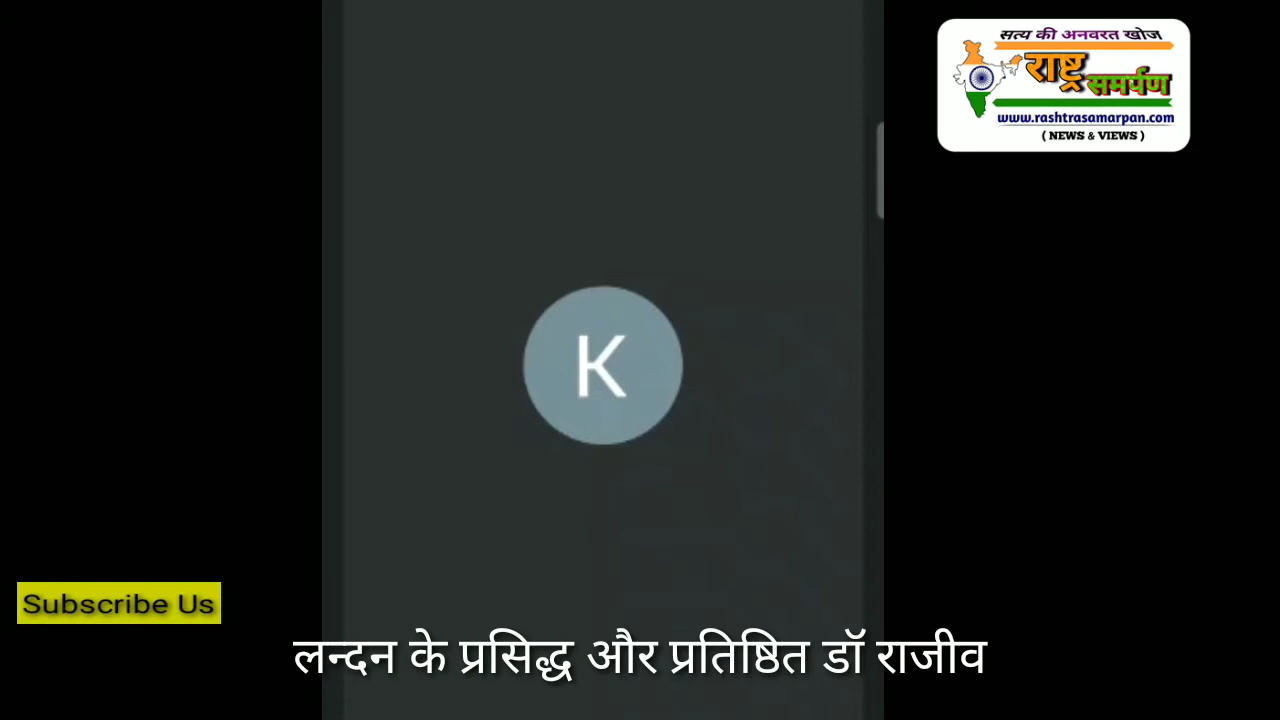 सत्य की अनवरत खोज
राष्ट्र
समर्पण
www.rashtrasamarpan.com
( NEWS & VIEWS )
K
Subscribe Us
लन्दन के प्रसिद्ध और प्रतिष्ठित डॉ राजीव